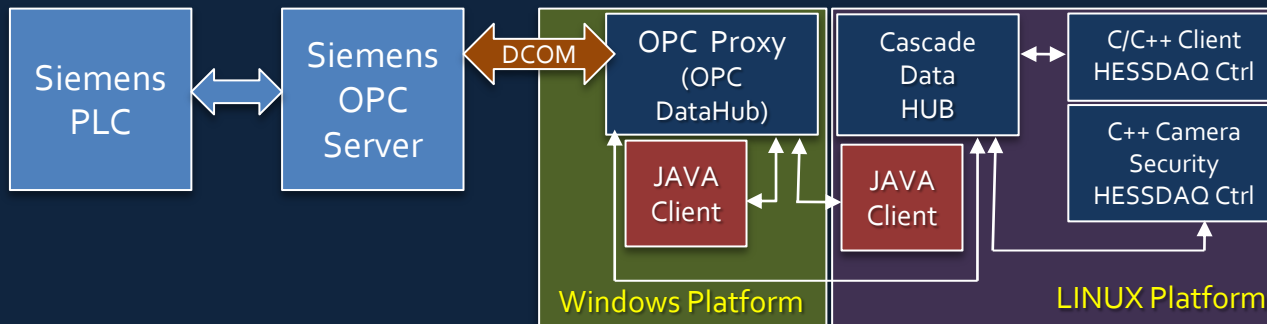 Siemens
PLC
Siemens
OPC
Server
DCOM
OPC Proxy
(OPC
DataHub)
JAVA
Client
Windows Platform
Cascade
Data
HUB
JAVA
Client
C/C++ Client
HESSDAQ Ctrl
C++ Camera
Security
HESSDAQ Ctrl
LINUX Platform